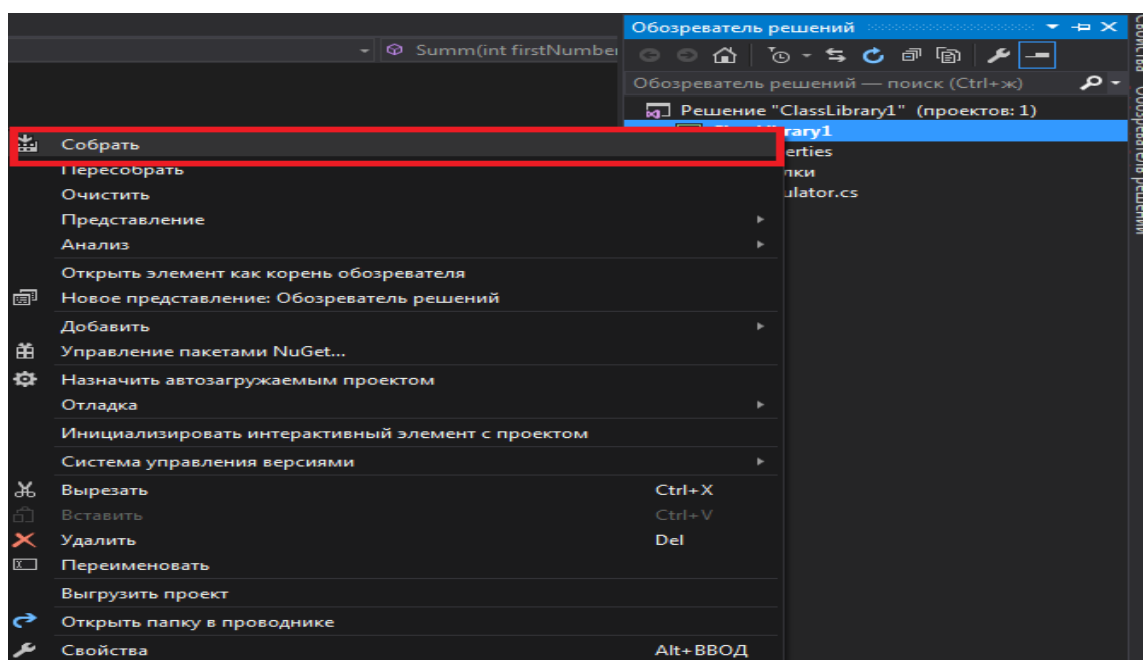 Обозреватель решений
Summ(int firstNumber
Обозреватель решений — поиск (Ctrl+ж)
Решение "ClassLibrary1" (проектов: 1)
rary1
erties
лки
ulator.cs
Собрать
Пересобрать
Очистить
Представление
Анализ
Открыть элемент как корень обозревателя
Новое представление: Обозреватель решений
Добавить
Управление пакетами NuGet...
Назначить автозагружаемым проектом
Отладка
Инициализировать интерактивный элемент с проектом
Система управления версиями
Вырезать Ctrl+X
Вставить Ctrl+V
Удалить Del
Переименовать
Выгрузить проект
Открыть папку в проводнике
Свойства Alt+ВВОД
Свойства
Обозреватель решений